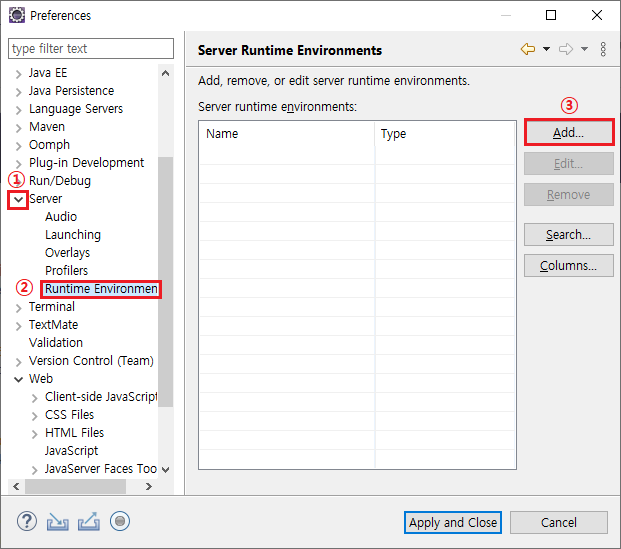 Preferences
type filter text
Java EE
Java Persistence
Language Servers
Maven
Oomph
Plug-in Development
① Run/Debug
Server
Audio
Launching
Overlays
Profilers
② Runtime Environmen
Terminal
TextMate
Validation
Version Control (Team)
Web
Client-side JavaScript
CSS Files
HTML Files
JavaScript
JavaServer Faces Too
Server Runtime Environments
Add, remove, or edit server runtime environments.
Server runtime environments:
Name Type
③
Add...
Edit...
Remove
Search...
Columns...
?
Apply and Close Cancel